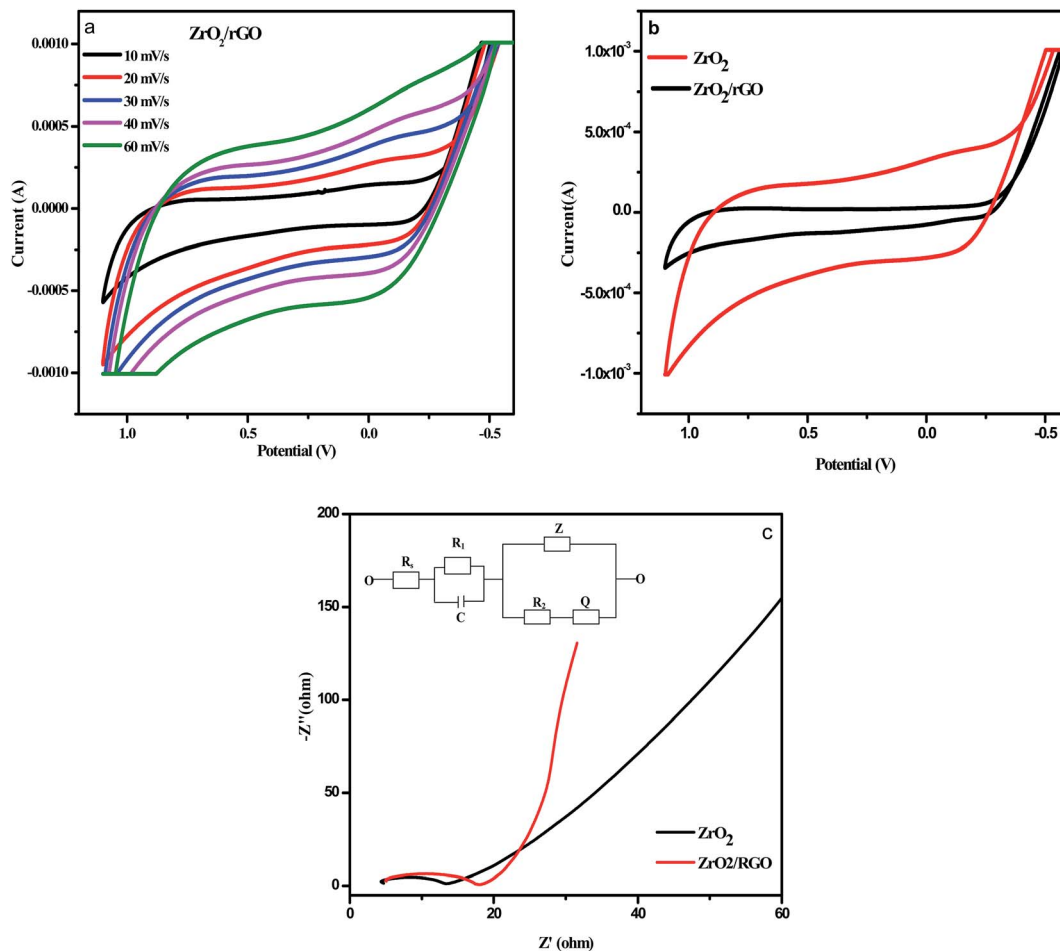 a
ZrO2/rGO
10 mV/s
20 mV/s
30 mV/s
40 mV/s
60 mV/s
0.0010
0.0005
0.0000
-0.0005
-0.0010
Current (A)
1.0 0.5 0.0 -0.5
Potential (V)
b
ZrO2
ZrO2/rGO
1.0x10-3
5.0x10-4
0.0
-5.0x10-4
-1.0x10-3
Current(A)
1.0 0.5 0.0 -0.5
Potential (V)
c
Z
R1
Rs
O
O
C
R2
Q
200
150
100
50
0
-Z''(ohm)
ZrO2
ZrO2/RGO
0 20 40 60
Z' (ohm)